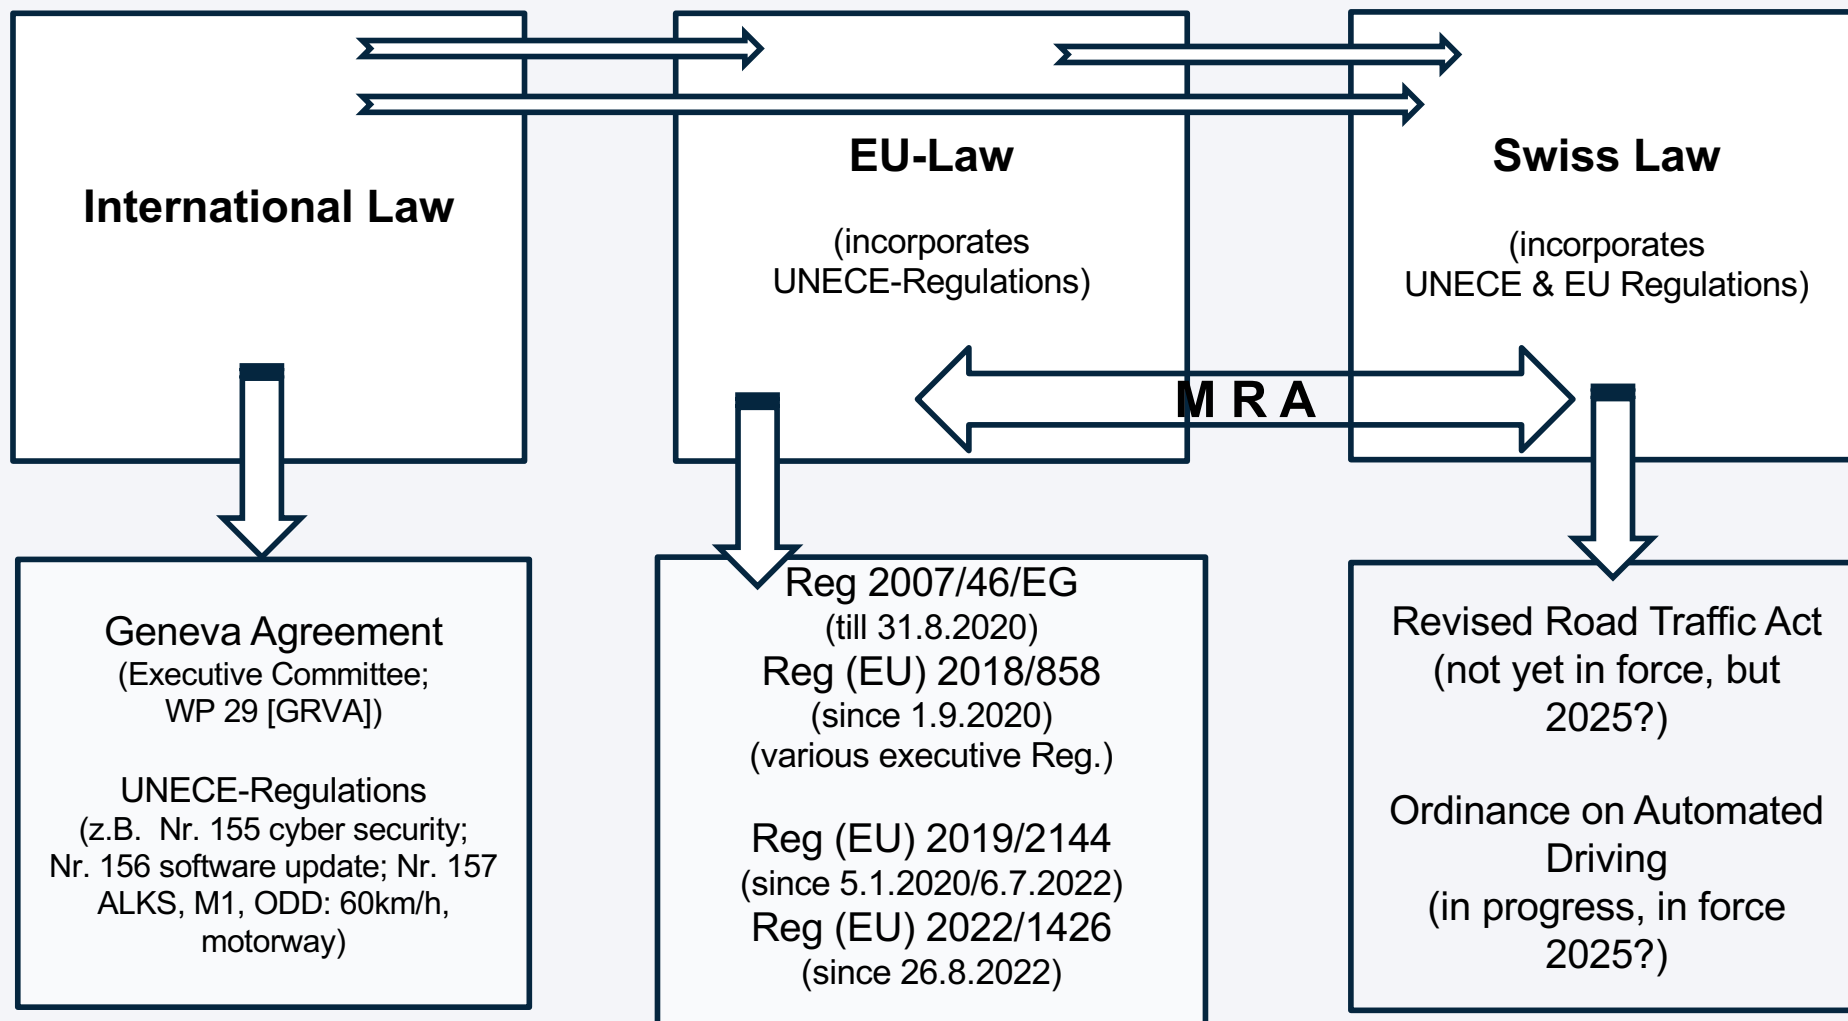 International Law
EU-Law
(incorporates
UNECE-Regulations)
Swiss Law
(incorporates
UNECE & EU Regulations)
M R A
Geneva Agreement
(Executive Committee;
WP 29 [GRVA])
UNECE-Regulations
(z.B. Nr. 155 cyber security;
Nr. 156 software update; Nr. 157
ALKS, M1, ODD: 60km/h,
motorway)
Reg 2007/46/EG
(till 31.8.2020)
Reg (EU) 2018/858
(since 1.9.2020)
(various executive Reg.)
Reg (EU) 2019/2144
(since 5.1.2020/6.7.2022)
Reg (EU) 2022/1426
(since 26.8.2022)
Revised Road Traffic Act
(not yet in force, but
2025?)
Ordinance on Automated
Driving
(in progress, in force
2025?)